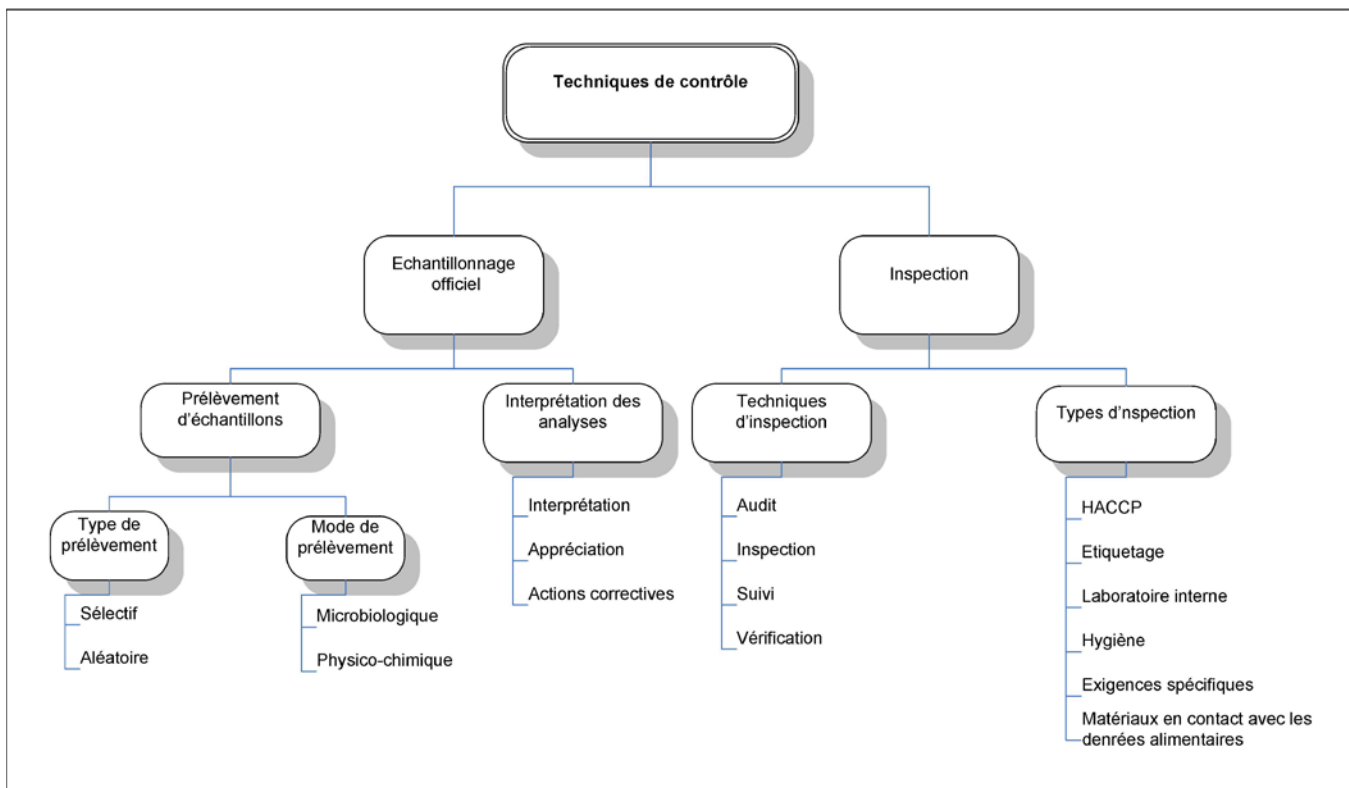 Techniques de contrôle
Echantillonnage
officiel
Inspection
Prélèvement
d'échantillons
Interprétation des
analyses
Techniques
d'inspection
Types d'nspection
Type de
prélèvement
Mode de
prélèvement
Sélectif
Aléatoire
Microbiologique
Physico-chimique
Interprétation
Appréciation
Actions correctives
Audit
Inspection
Suivi
Vérification
HACCP
Etiquetage
Laboratoire interne
Hygiène
Exigences spécifiques
Matériaux en contact avec les
denrées alimentaires